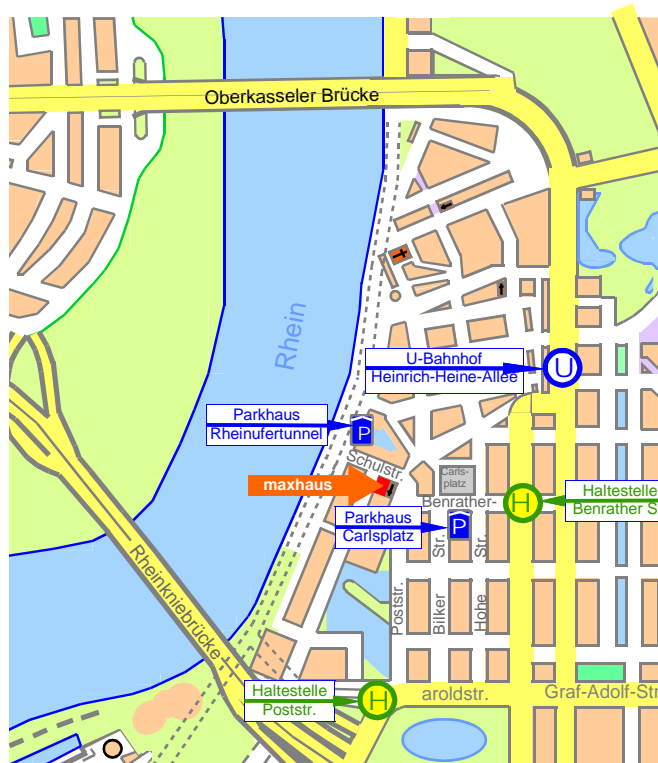 Oberkasseler Brücke
Rhein
U-Bahnhof
Heinrich-Heine-Allee
U
Parkhaus
Rheinufertunnel
P
Schulstr.
maxhaus
Carls-
platz
Benrather-
H
Haltestelle
Benrather S
Parkhaus
Carlsplatz
P
Str.
Str.
Rheinkniebrücke
Poststr.
Bilker
Hohe
Haltestelle
Poststr.
H
aroldstr.
Graf-Adolf-Str